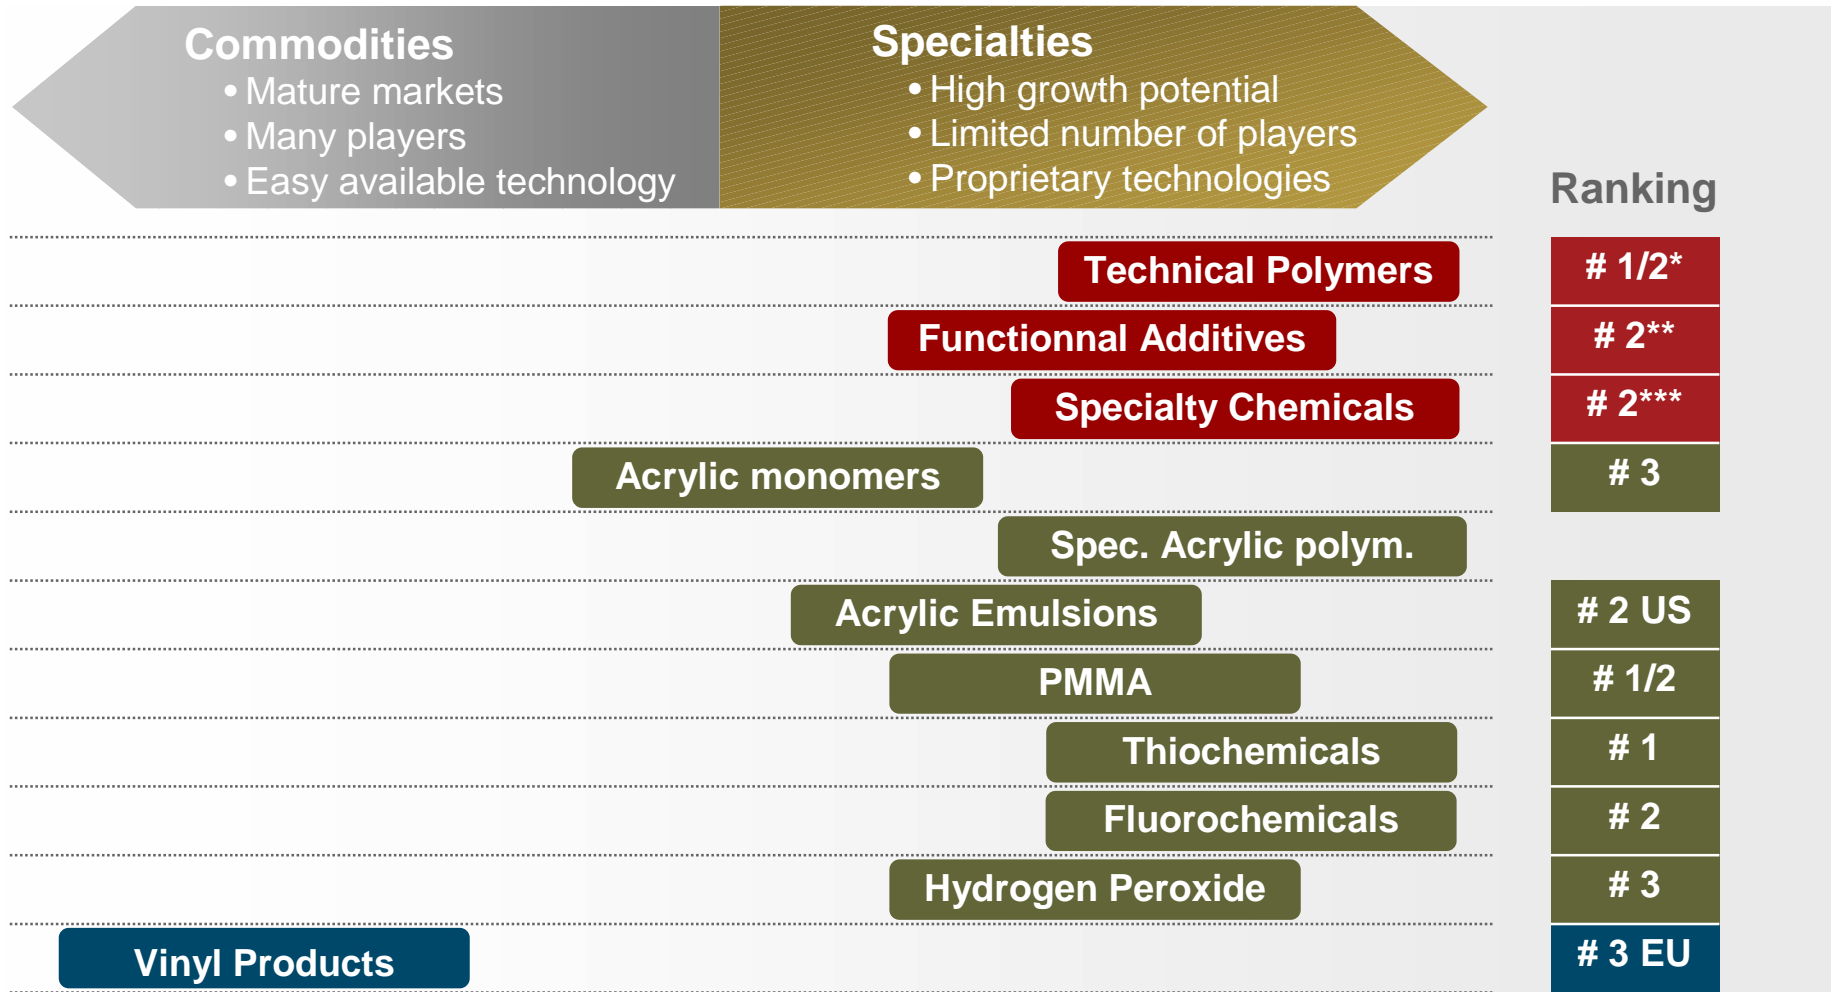 Commodities
• Mature markets
• Many players
• Easy available technology
Specialties
• High growth potential
• Limited number of players
• Proprietary technologies
Ranking
Technical Polymers # 1/2*
Functionnal Additives # 2**
Specialty Chemicals # 2***
Acrylic monomers # 3
Spec. Acrylic polym.
Acrylic Emulsions # 2 US
PMMA # 1/2
Thiochemicals # 1
Fluorochemicals # 2
Hydrogen Peroxide # 3
Vinyl Products # 3 EU